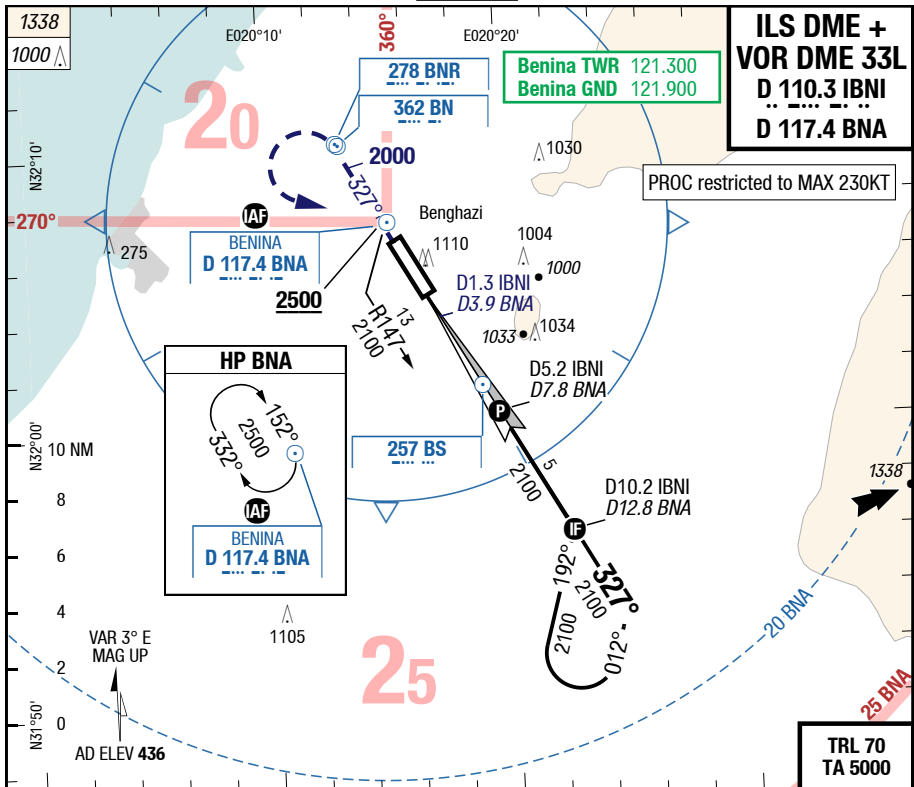 1338
1000
E020°10'
360°
E020°20'
ILS DME +
VOR DME 33L
D 110.3 IBNI
D 117.4 BNA
Benina TWR 121.300
Benina GND 121.900
278 BNR
362 BN
20
N32°10'
2000
327°
1030
PROC restricted to MAX 230KT
270°
IAF
BENINA
D 117.4 BNA
275
Benghazi
1110
1004
1000
2500
D1.3 IBNI
D3.9 BNA
13
R147
2100
1033
1034
HP BNA
152°
2500
332°
IAF
BENINA
D 117.4 BNA
D5.2 IBNI
D7.8 BNA
P
257 BS
5
2100
N32°00'
10 NM
8
6
4
2
0
D10.2 IBNI
D12.8 BNA
IF
1338
192°
2100
327°
2100
012°
20 BNA
1105
25
VAR 3° E
MAG UP
N31°50'
AD ELEV 436
25 BNA
TRL 70
TA 5000